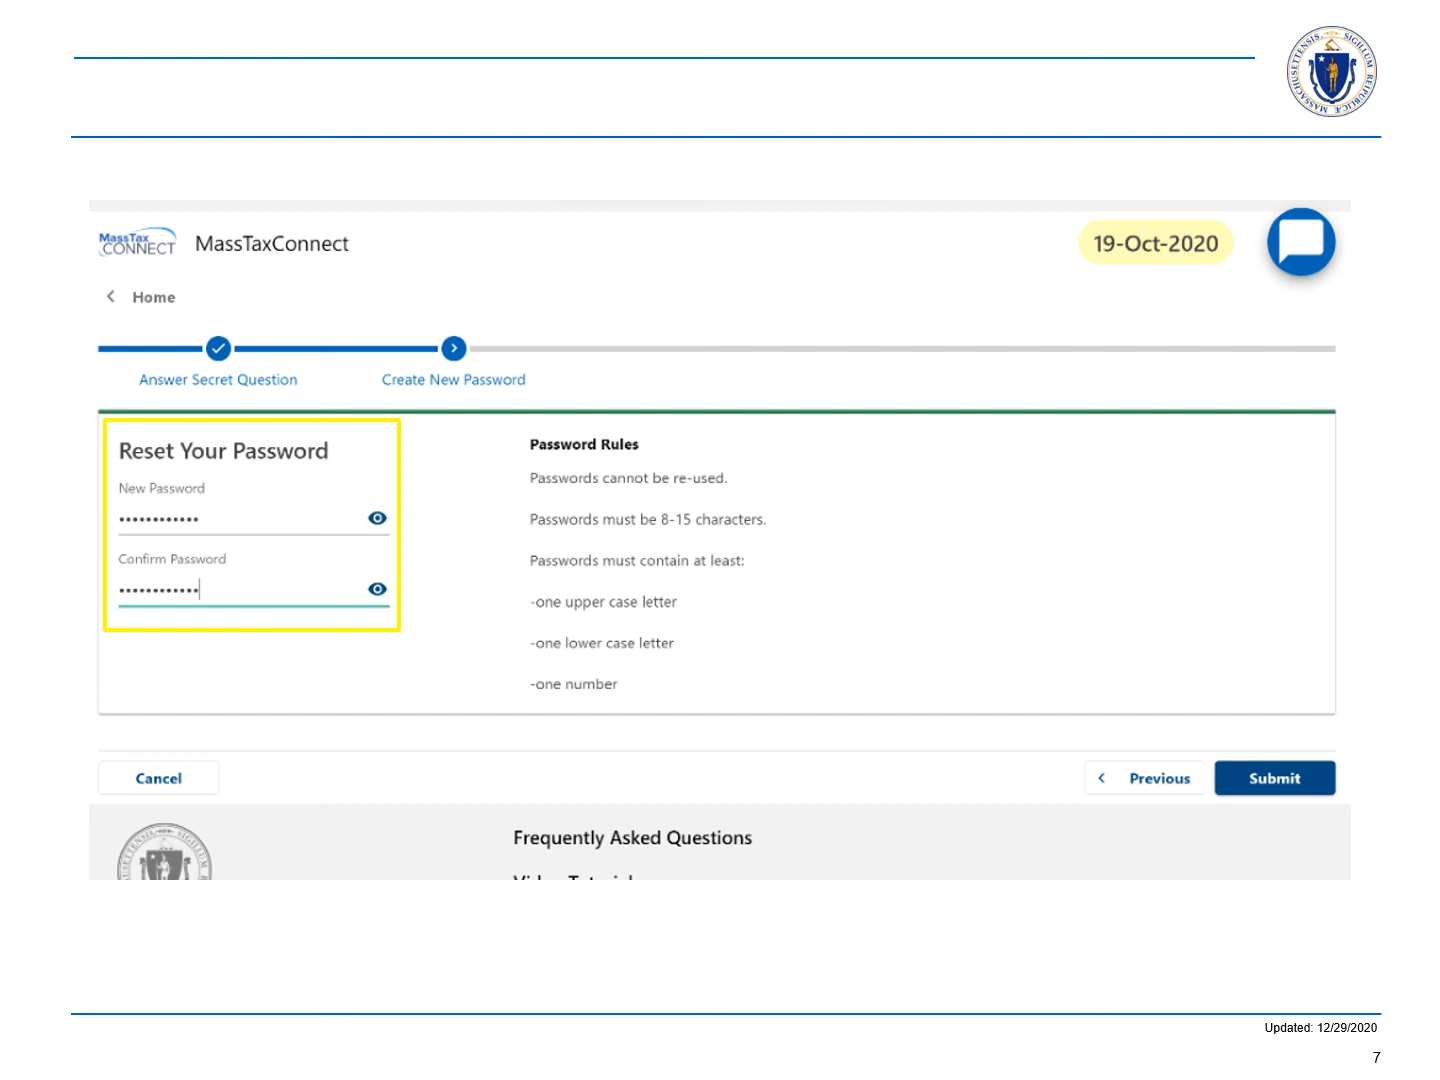 MASSACHUSETTENSIS. SIGILLUM REIPUBLICÆ
MassTax
CONNECT
MassTaxConnect
19-Oct-2020
Home
Answer Secret Question
Create New Password
Reset Your Password
New Password
Confirm Password
Password Rules
Passwords cannot be re-used.
Passwords must be 8-15 characters.
Passwords must contain at least:
-one upper case letter
-one lower case letter
-one number
Cancel
Previous
Submit
Frequently Asked Questions
Updated: 12/29/2020
7